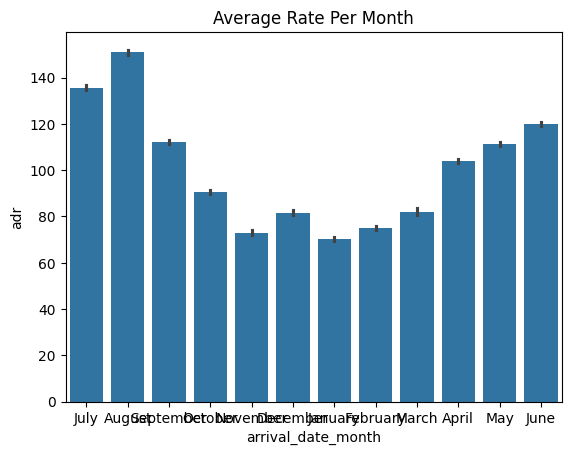 Average Rate Per Month
adr
140
120
100
80
60
40
20
0
July August September October November December January February March April May June
arrival_date_month